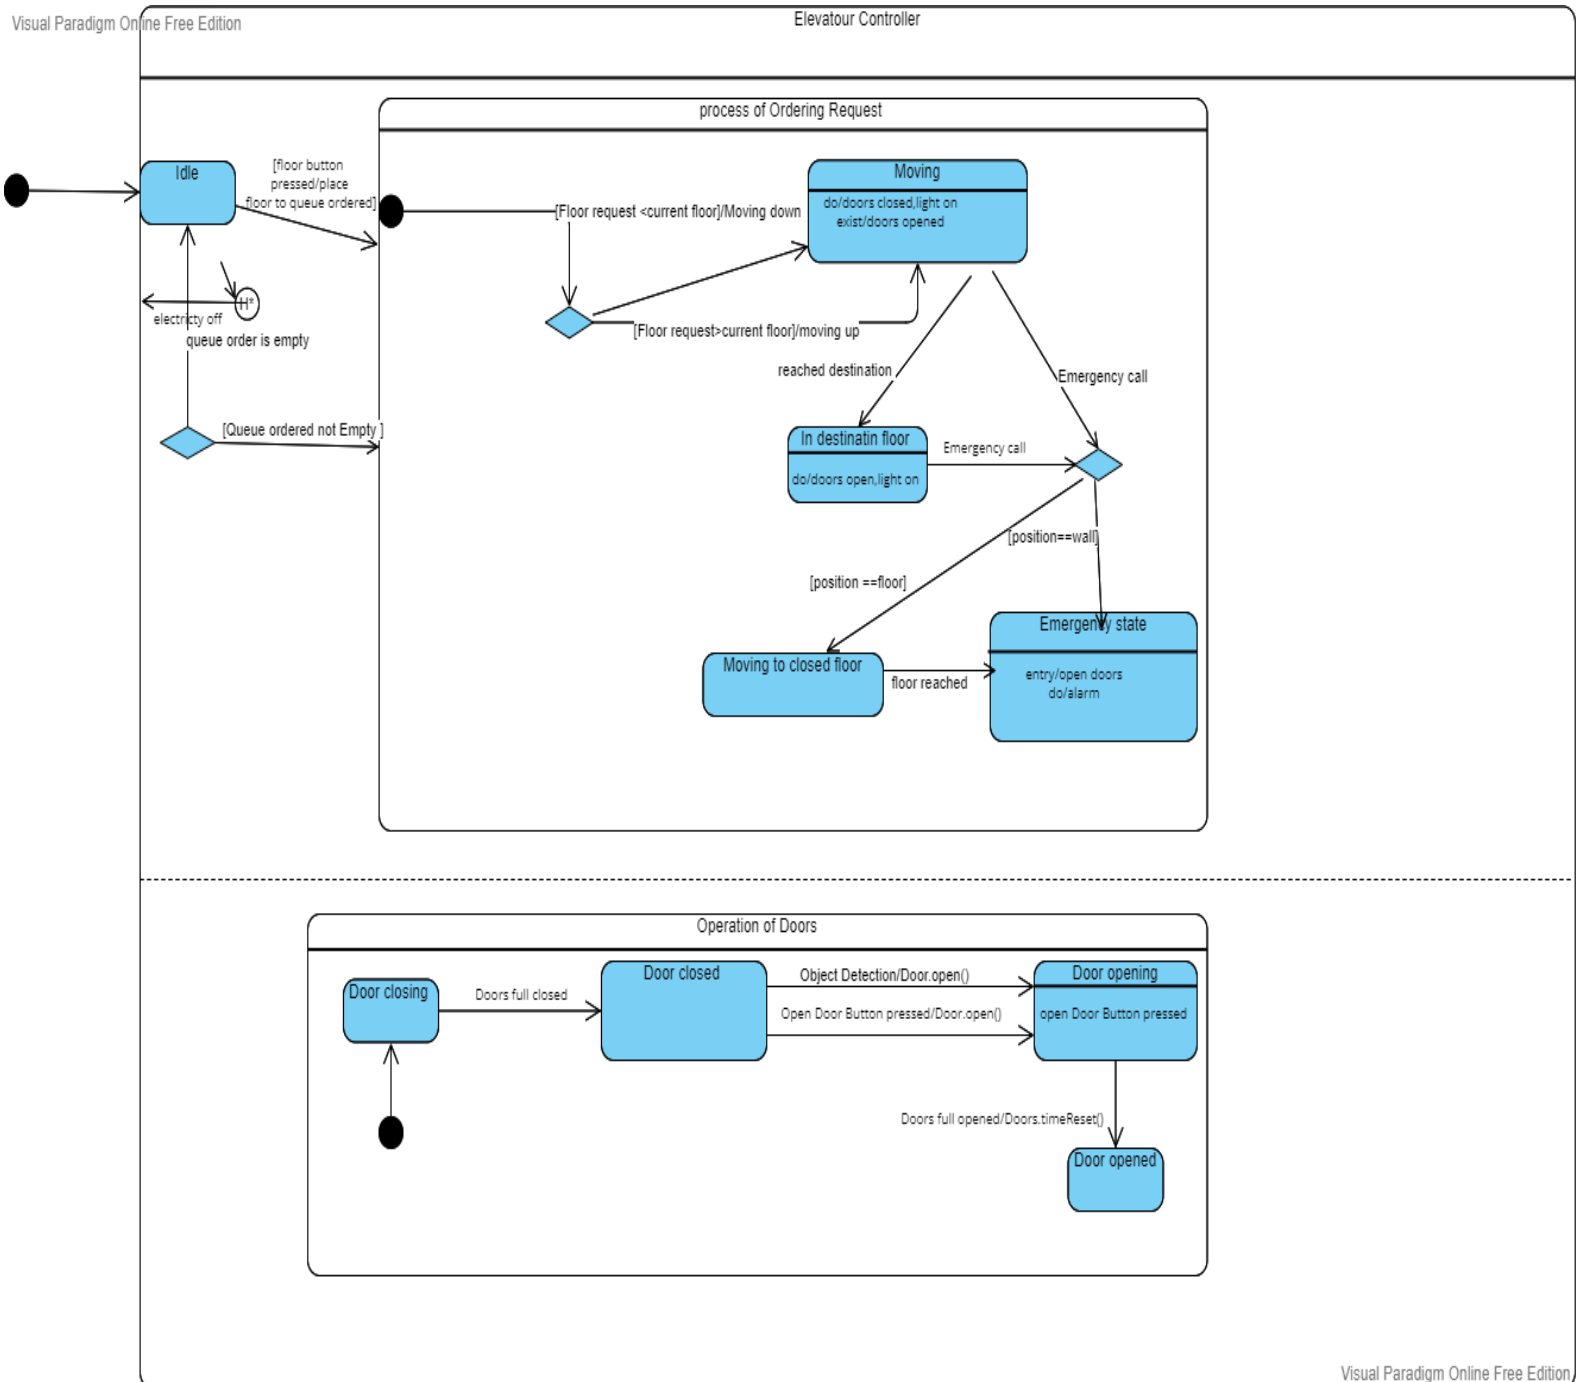 Visual Paradigm Online Free Edition
Elevatour Controller
process of Ordering Request
Idle
[floor button
pressed/place
floor to queue ordered]
Moving
do/doors closed,light on
exist/doors opened
[Floor request <current floor]/Moving down
H*
electricty off
queue order is empty
[Floor request>current floor]/moving up
reached destination
Emergency call
[Queue ordered not Empty ]
In destinatin floor
do/doors open,light on
Emergency call
[position==wall]
[position ==floor]
Emergency state
entry/open doors
do/alarm
Moving to closed floor
floor reached
Operation of Doors
Door closing
Doors full closed
Door closed
Object Detection/Door.open()
Open Door Button pressed/Door.open()
Door opening
open Door Button pressed
Doors full opened/Doors.timeReset()
Door opened
Visual Paradigm Online Free Edition